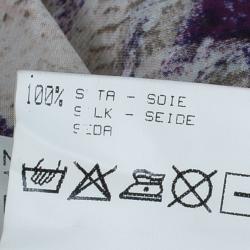 100% SETA - SOIE
SILK - SEIDE
SEDA